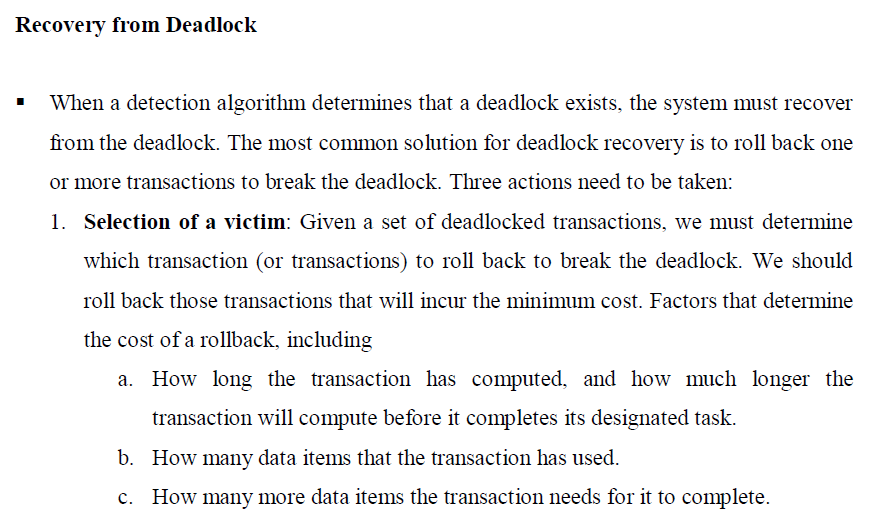 Recovery from Deadlock
▪ When a detection algorithm determines that a deadlock exists, the system must recover
from the deadlock. The most common solution for deadlock recovery is to roll back one
or more transactions to break the deadlock. Three actions need to be taken:
1. Selection of a victim: Given a set of deadlocked transactions, we must determine
which transaction (or transactions) to roll back to break the deadlock. We should
roll back those transactions that will incur the minimum cost. Factors that determine
the cost of a rollback, including
a. How long the transaction has computed, and how much longer the
transaction will compute before it completes its designated task.
b. How many data items that the transaction has used.
c. How many more data items the transaction needs for it to complete.